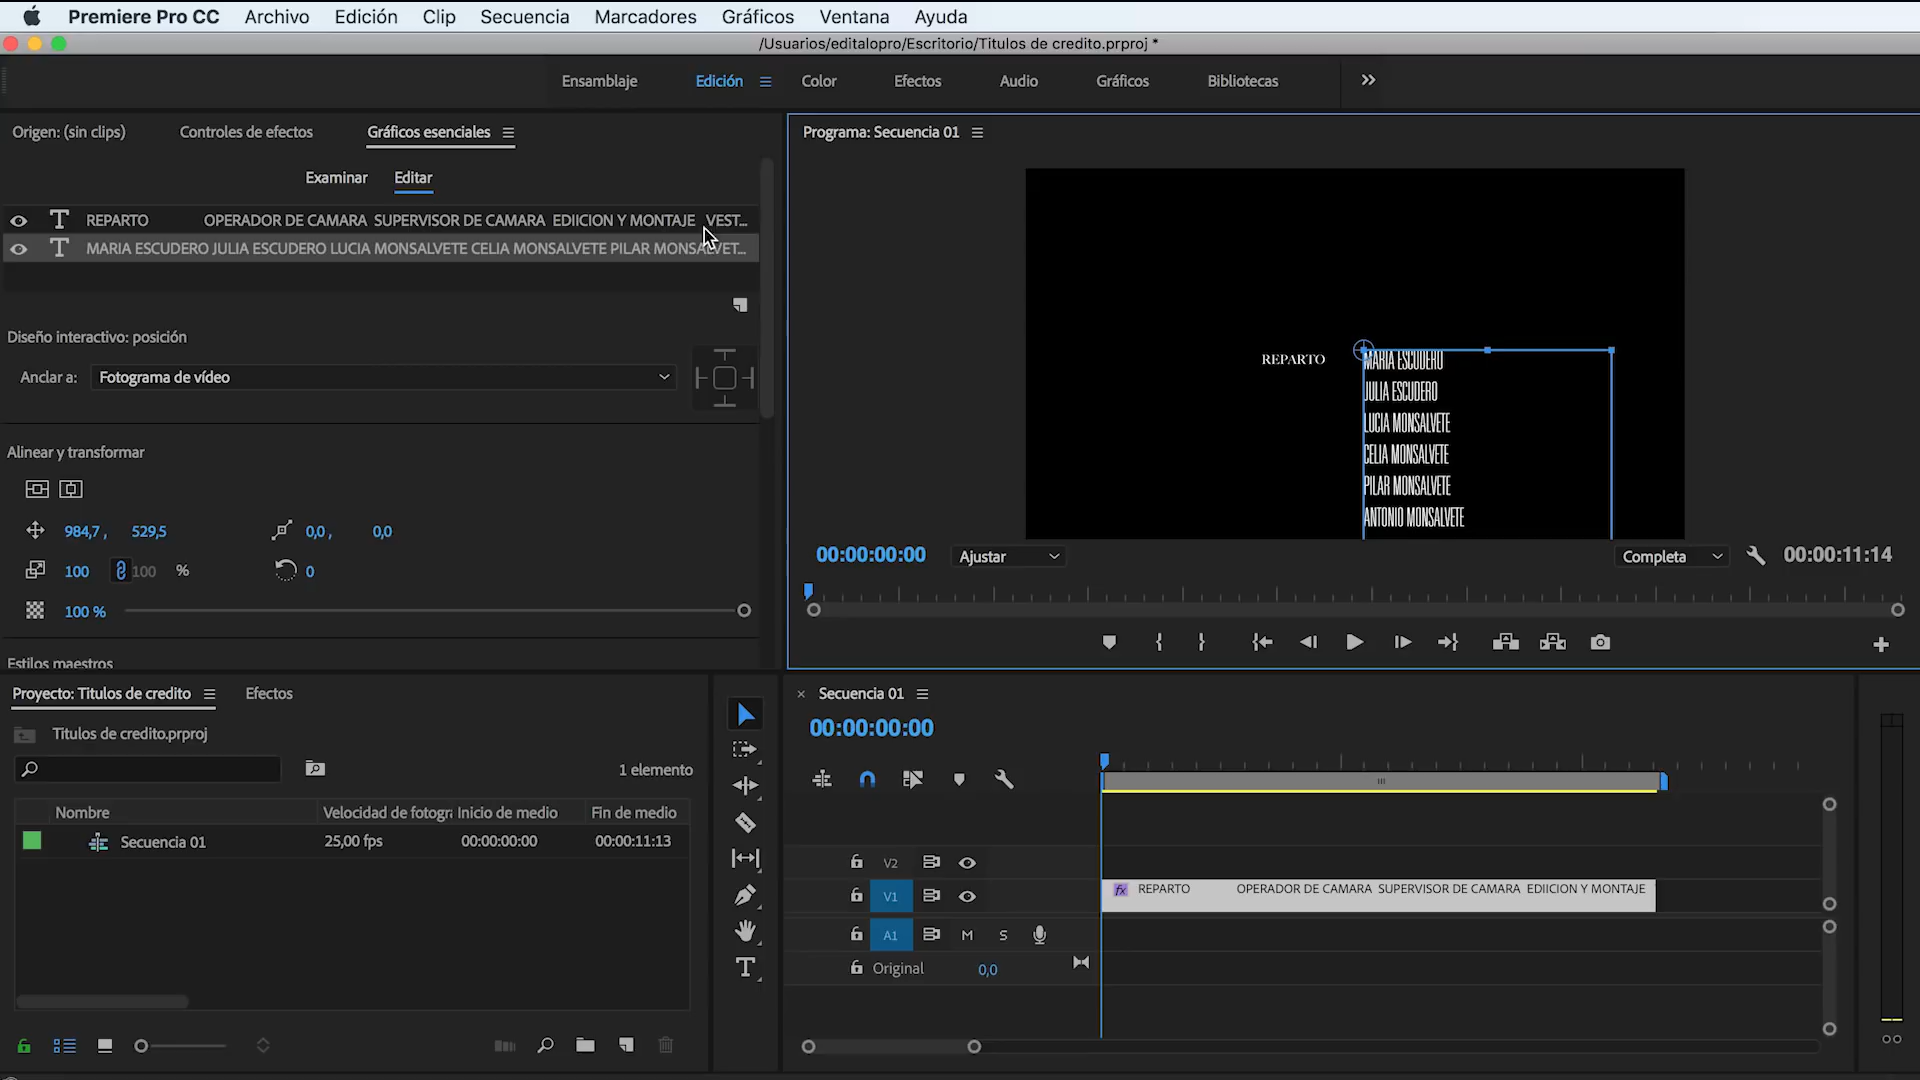 Premiere Pro CC Archivo Edición Clip Secuencia Marcadores Gráficos Ventana Ayuda
/Usuarios/editalopro/Escritorio/Titulos de credito.prproj *
Ensamblaje Edición Color Efectos Audio Gráficos Bibliotecas
Origen: (sin clips) Controles de efectos Gráficos esenciales
Examinar Editar
REPARTO OPERADOR DE CAMARA SUPERVISOR DE CAMARA EDIICION Y MONTAJE VEST...
MARIA ESCUDERO JULIA ESCUDERO LUCIA MONSALVETE CELIA MONSALVETE PILAR MONSALVET...
Diseño interactivo: posición
Anclar a: Fotograma de vídeo
Alinear y transformar
984,7 , 529,5 0,0 , 0,0
100 100 % 0
100 %
Estilos maestros
Programa: Secuencia 01
REPARTO
MARIA ESCUDERO
JULIA ESCUDERO
LUCIA MONSALVETE
CELIA MONSALVETE
PILAR MONSALVETE
ANTONIO MONSALVETE
00:00:00:00 Ajustar Completa 00:00:11:14
Proyecto: Titulos de credito Efectos
Titulos de credito.prproj
1 elemento
Nombre Velocidad de fotogra Inicio de medio Fin de medio
Secuencia 01 25,00 fps 00:00:00:00 00:00:11:13
× Secuencia 01
00:00:00:00
V2
V1 fx REPARTO OPERADOR DE CAMARA SUPERVISOR DE CAMARA EDIICION Y MONTAJE
A1 M S
Original 0,0